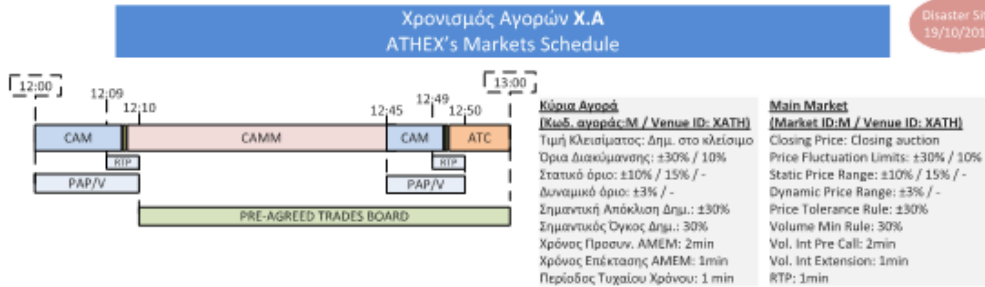 Χρονισμός Αγορών Χ.Α
ATHEX's Markets Schedule
Disaster
19/10/201
12:00
12:09
12:10
12:45
12:49
12:50
13:00
CAM
CAMM
CAM
ATC
RTP
RTP
PAP/V
PAP/V
PRE-AGREED TRADES BOARD
Κύρια Αγορά
(Κωδ. αγοράς:M / Venue ID: XATH)
Τιμή Κλεισίματος: Δημ. στο κλείσιμο
Όρια Διακύμανσης: ±30% / 10%
Στατικό όριο: ±10% / 15% / -
Δυναμικό όριο: ±3% / -
Σημαντική Απόκλιση Δημ.: ±30%
Σημαντικός Όγκος Δημ.: 30%
Χρόνος Προσυν. ΑΜΕΜ: 2min
Χρόνος Επέκτασης ΑΜΕΜ: 1min
Περίοδος Τυχαίου Χρόνου: 1 min
Main Market
(Market ID:M / Venue ID: XATH)
Closing Price: Closing auction
Price Fluctuation Limits: ±30% / 10%
Static Price Range: ±10% / 15% / -
Dynamic Price Range: ±3% / -
Price Tolerance Rule: ±30%
Volume Min Rule: 30%
Vol. Int Pre Call: 2min
Vol. Int Extension: 1min
RTP: 1min